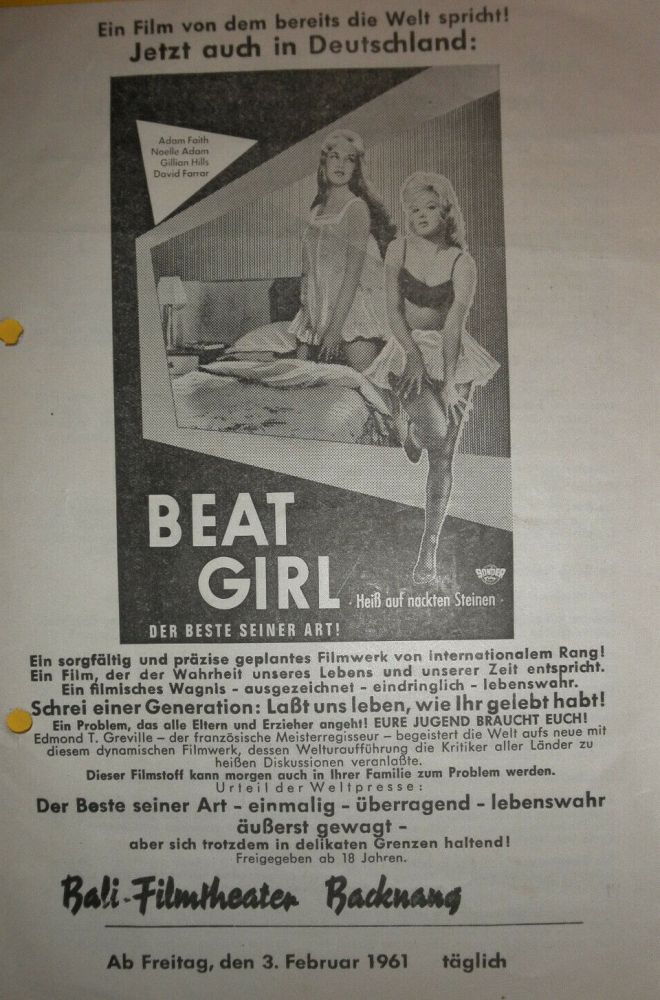 Ein Film von dem bereits die Welt spricht!
Jetzt auch in Deutschland:
Adam Faith
Noelle Adam
Gillian Hills
David Farrar
BEAT
GIRL
· Heiß auf nackten Steinen ·
DER BESTE SEINER ART!
Ein sorgfältig und präzise geplantes Filmwerk von internationalem Rang!
Ein Film, der der Wahrheit unseres Lebens und unserer Zeit entspricht.
Ein filmisches Wagnis – ausgezeichnet – eindringlich – lebenswahr.
Schrei einer Generation: Laßt uns leben, wie Ihr gelebt habt!
Ein Problem, das alle Eltern und Erzieher angeht! EURE JUGEND BRAUCHT EUCH!
Edmond T. Greville – der französische Meisterregisseur – begeistert die Welt aufs neue mit
diesem dynamischen Filmwerk, dessen Welturaufführung die Kritiker aller Länder zu
heißen Diskussionen veranlaßte.
Dieser Filmstoff kann morgen auch in Ihrer Familie zum Problem werden.
Urteil der Weltpresse:
Der Beste seiner Art – einmalig – überragend – lebenswahr
äußerst gewagt –
aber sich trotzdem in delikaten Grenzen haltend!
Freigegeben ab 18 Jahren.
Bali-Filmtheater Backnang
Ab Freitag, den 3. Februar 1961 täglich